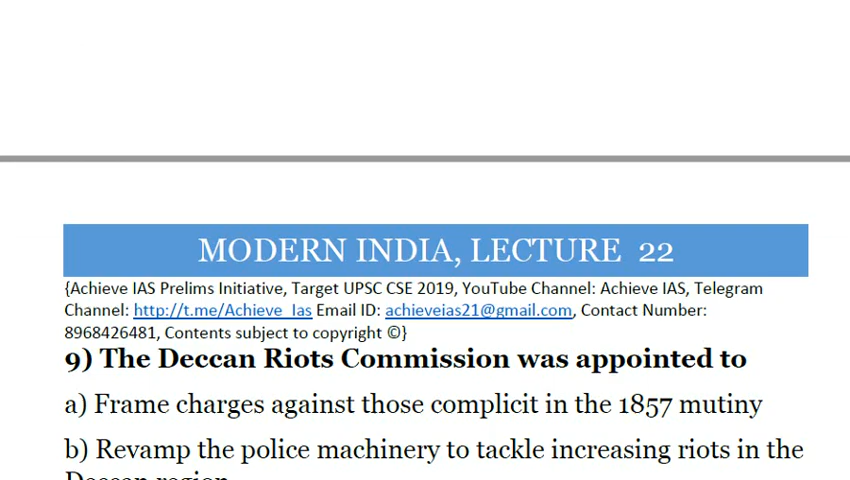 MODERN INDIA, LECTURE 22
{Achieve IAS Prelims Initiative, Target UPSC CSE 2019, YouTube Channel: Achieve IAS, Telegram
Channel: http://t.me/Achieve_Ias Email ID: achieveias21@gmail.com, Contact Number:
8968426481, Contents subject to copyright ©}
9) The Deccan Riots Commission was appointed to
a) Frame charges against those complicit in the 1857 mutiny
b) Revamp the police machinery to tackle increasing riots in the
Deccan region